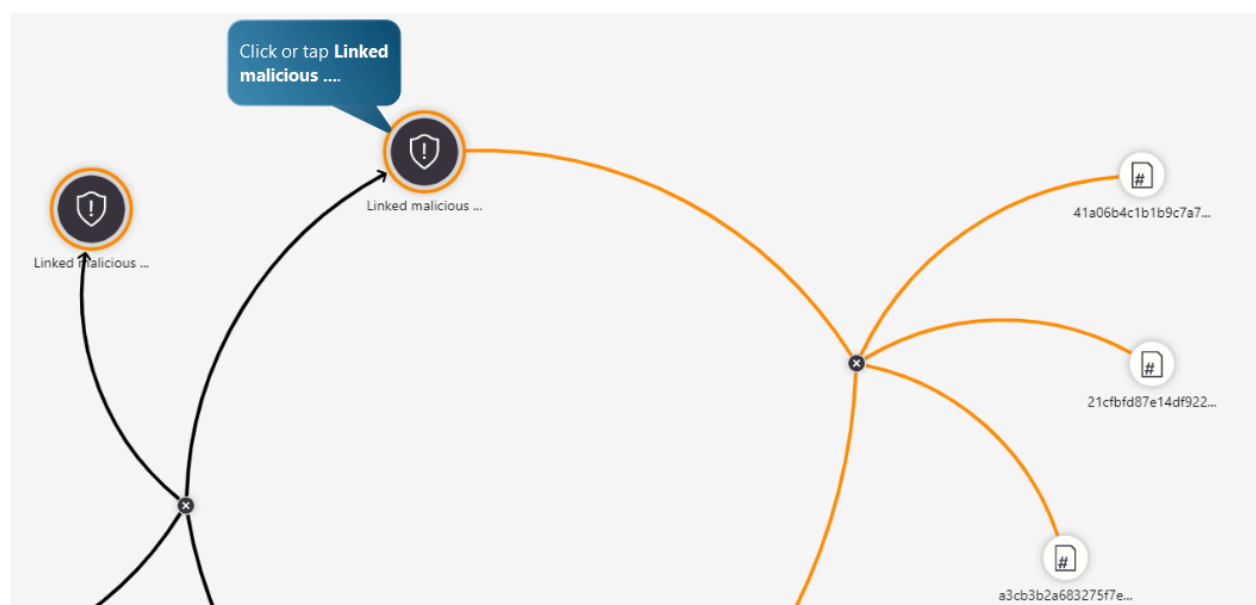 Click or tap Linked
malicious ....
Linked malicious ...
Linked malicious ...
41a06b4c1b1b9c7a7...
21cfbfd87e14df922...
a3cb3b2a683275f7e...